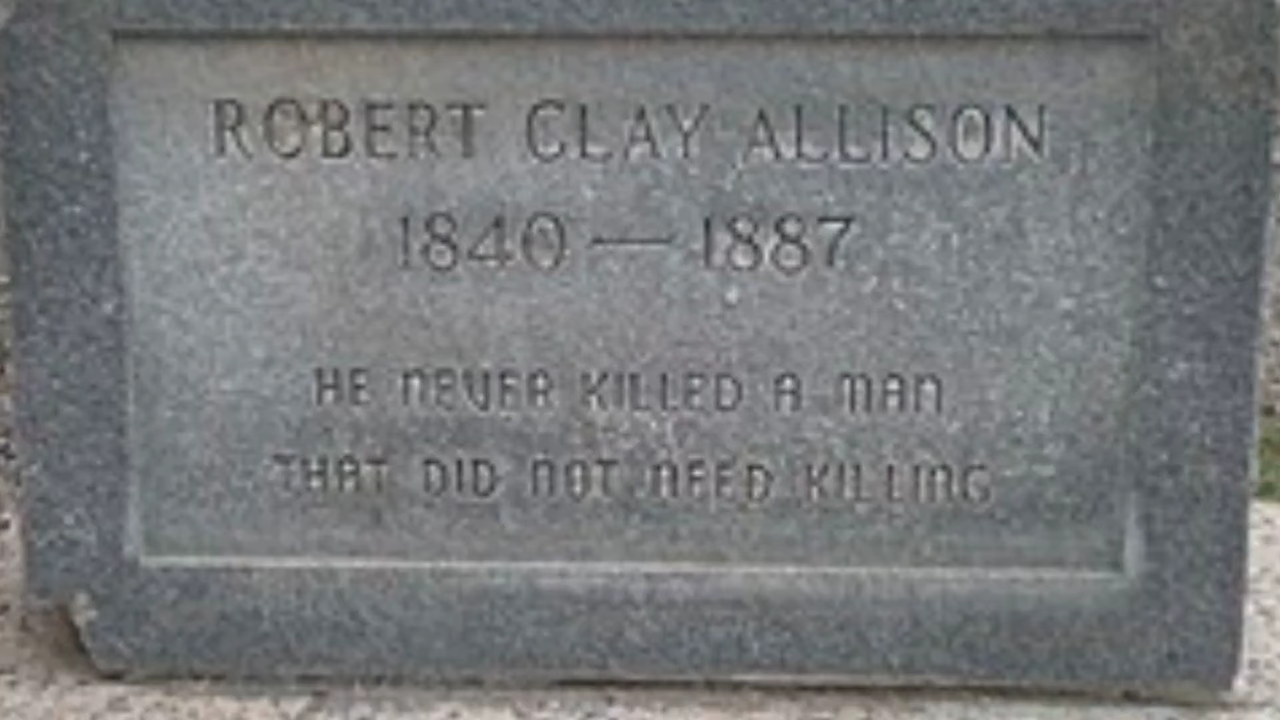 ROBERT CLAY ALLISON
1840 — 1887
HE NEVER KILLED A MAN
THAT DID NOT NEED KILLING